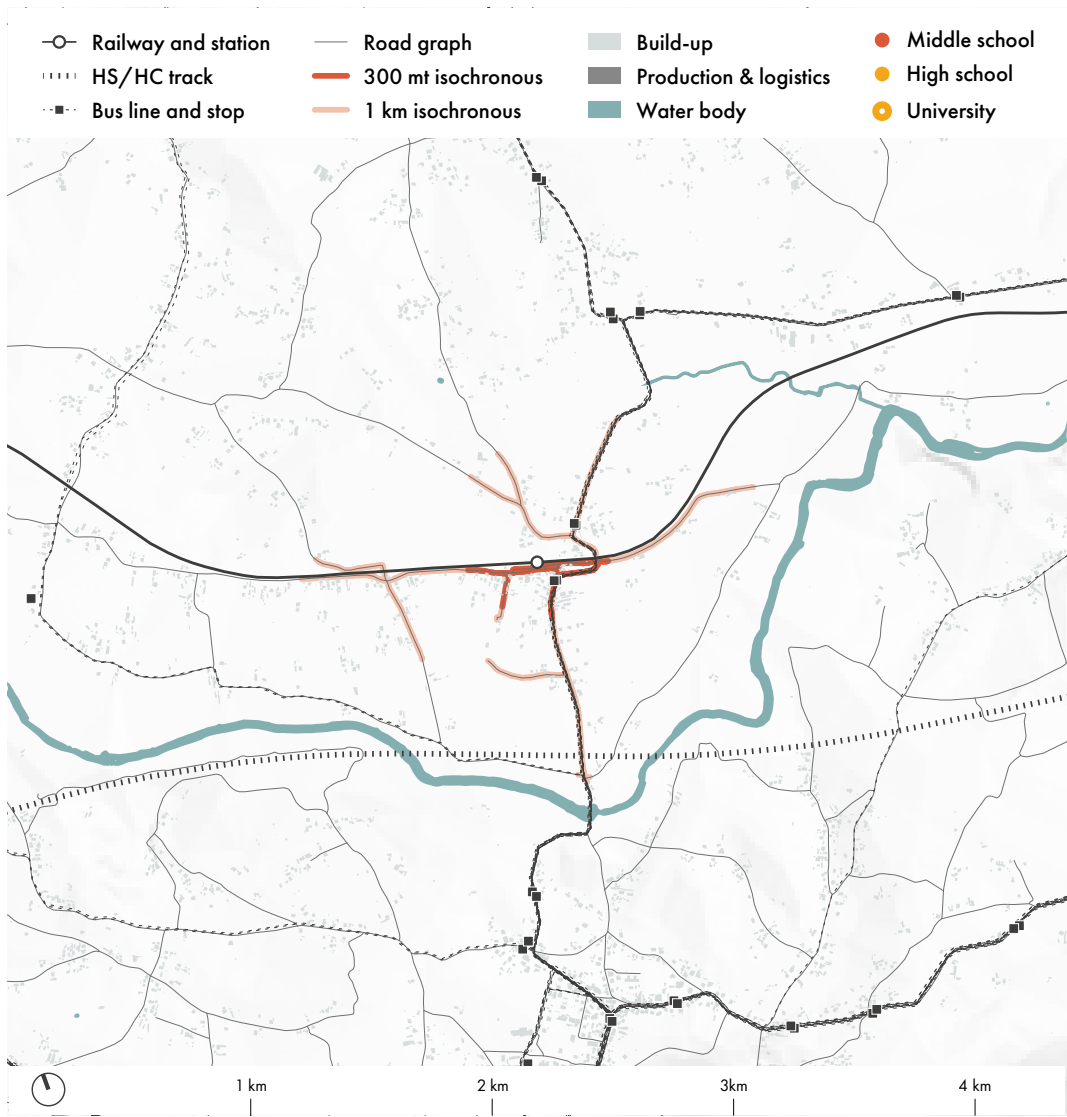 Railway and station
HS/HC track
Bus line and stop
Road graph
300 mt isochronous
1 km isochronous
Build-up
Production & logistics
Water body
Middle school
High school
University
1 km
2 km
3km
4 km